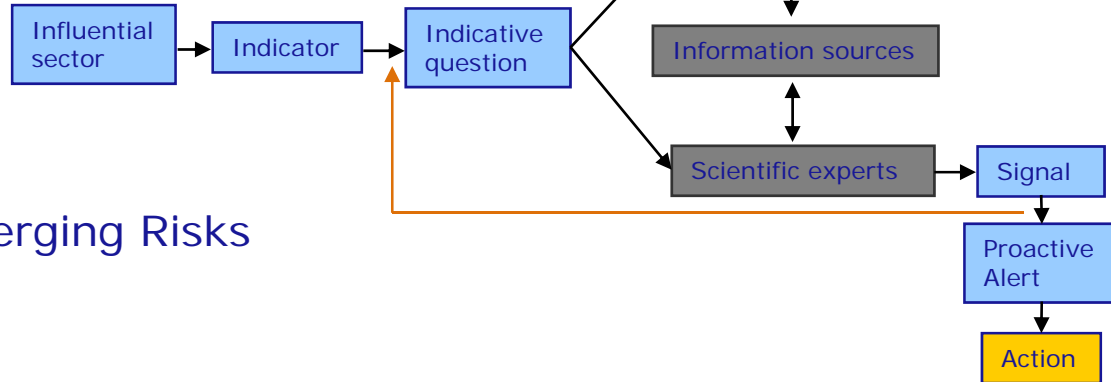 Influential
sector
Indicator
Indicative
question
Information sources
Scientific experts
Signal
erging Risks
Proactive
Alert
Action